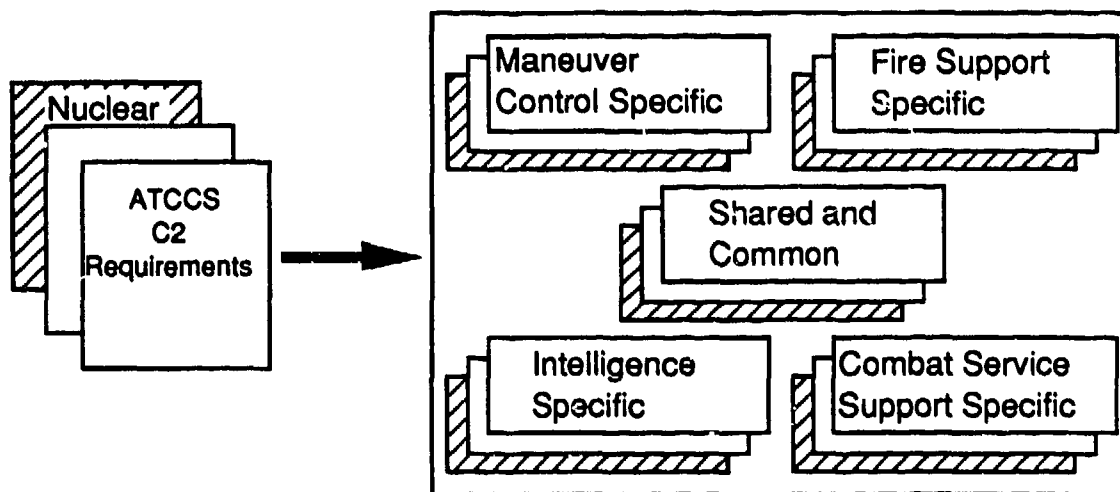 Nuclear
ATCCS
C2
Requirements
Maneuver
Control Specific
Fire Support
Specific
Shared and
Common
Intelligence
Specific
Combat Service
Support Specific